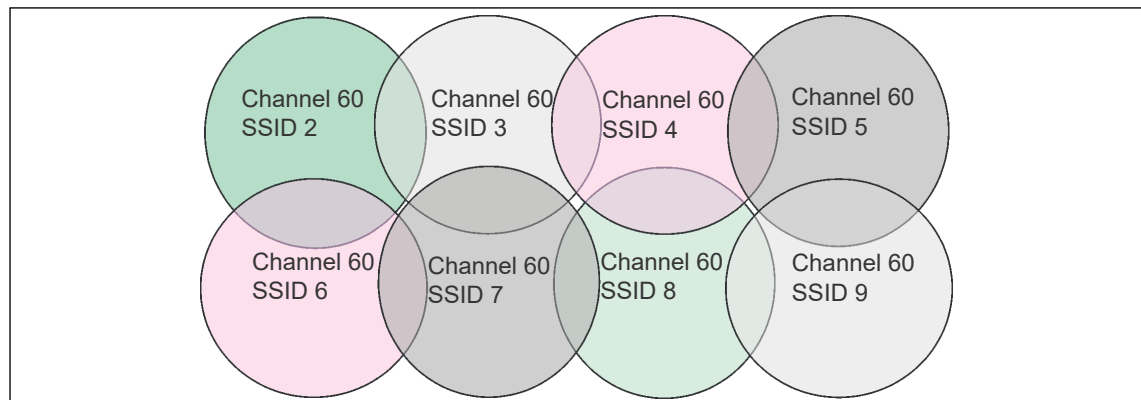 Channel 60
SSID 2
Channel 60
SSID 3
Channel 60
SSID 4
Channel 60
SSID 5
Channel 60
SSID 6
Channel 60
SSID 7
Channel 60
SSID 8
Channel 60
SSID 9